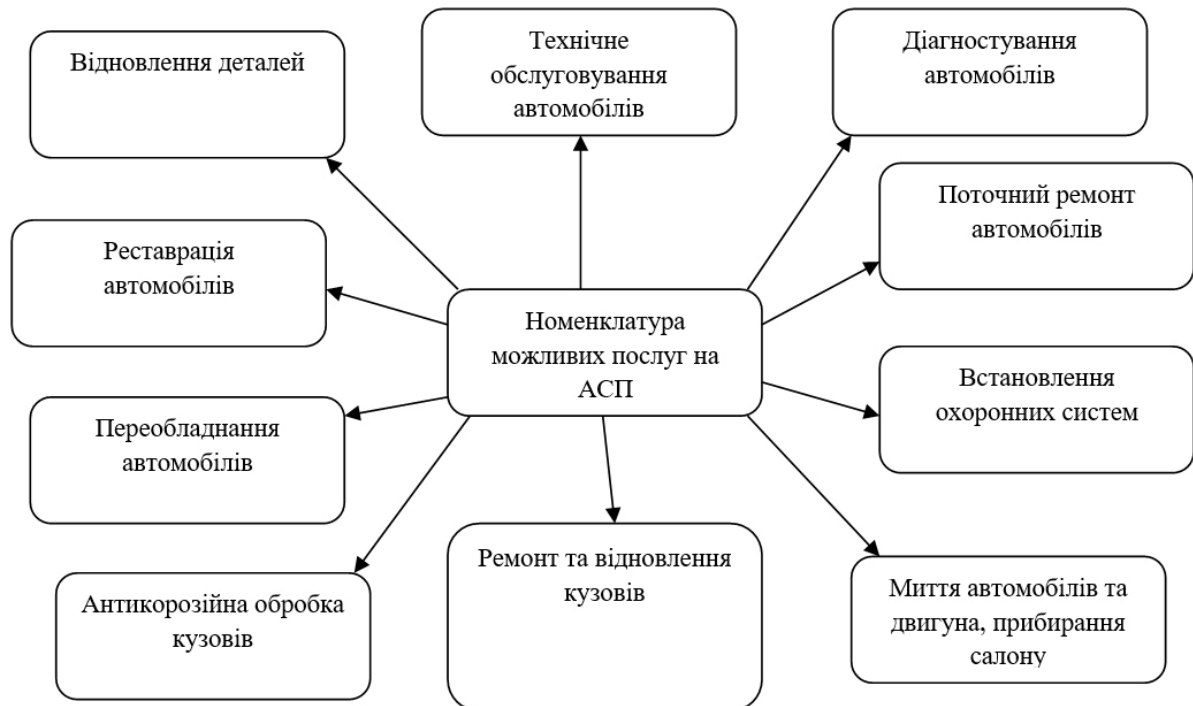 Відновлення деталей
Технічне
обслуговування
автомобілів
Діагностування
автомобілів
Поточний ремонт
автомобілів
Реставрація
автомобілів
Номенклатура
можливих послуг на
АСП
Встановлення
охоронних систем
Переобладнання
автомобілів
Антикорозійна обробка
кузовів
Ремонт та відновлення
кузовів
Миття автомобілів та
двигуна, прибирання
салону